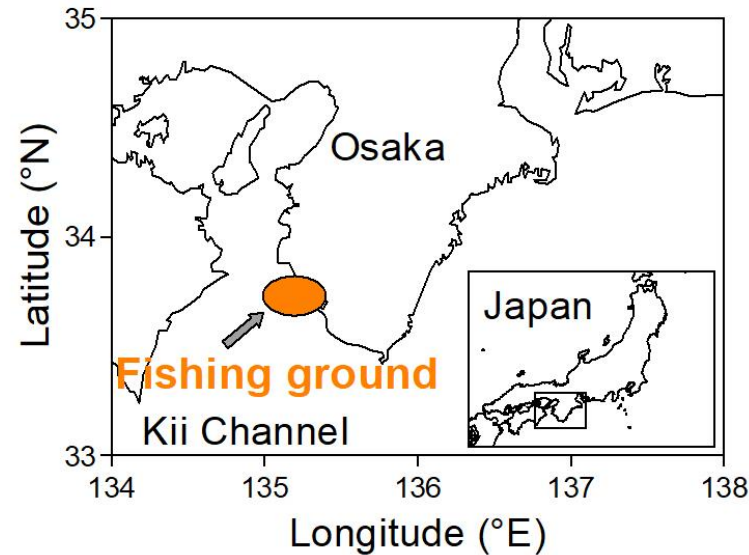 35
Latitude (°N)
34
33
Osaka
Fishing ground
Kii Channel
Japan
134
135
136
137
138
Longitude (°E)